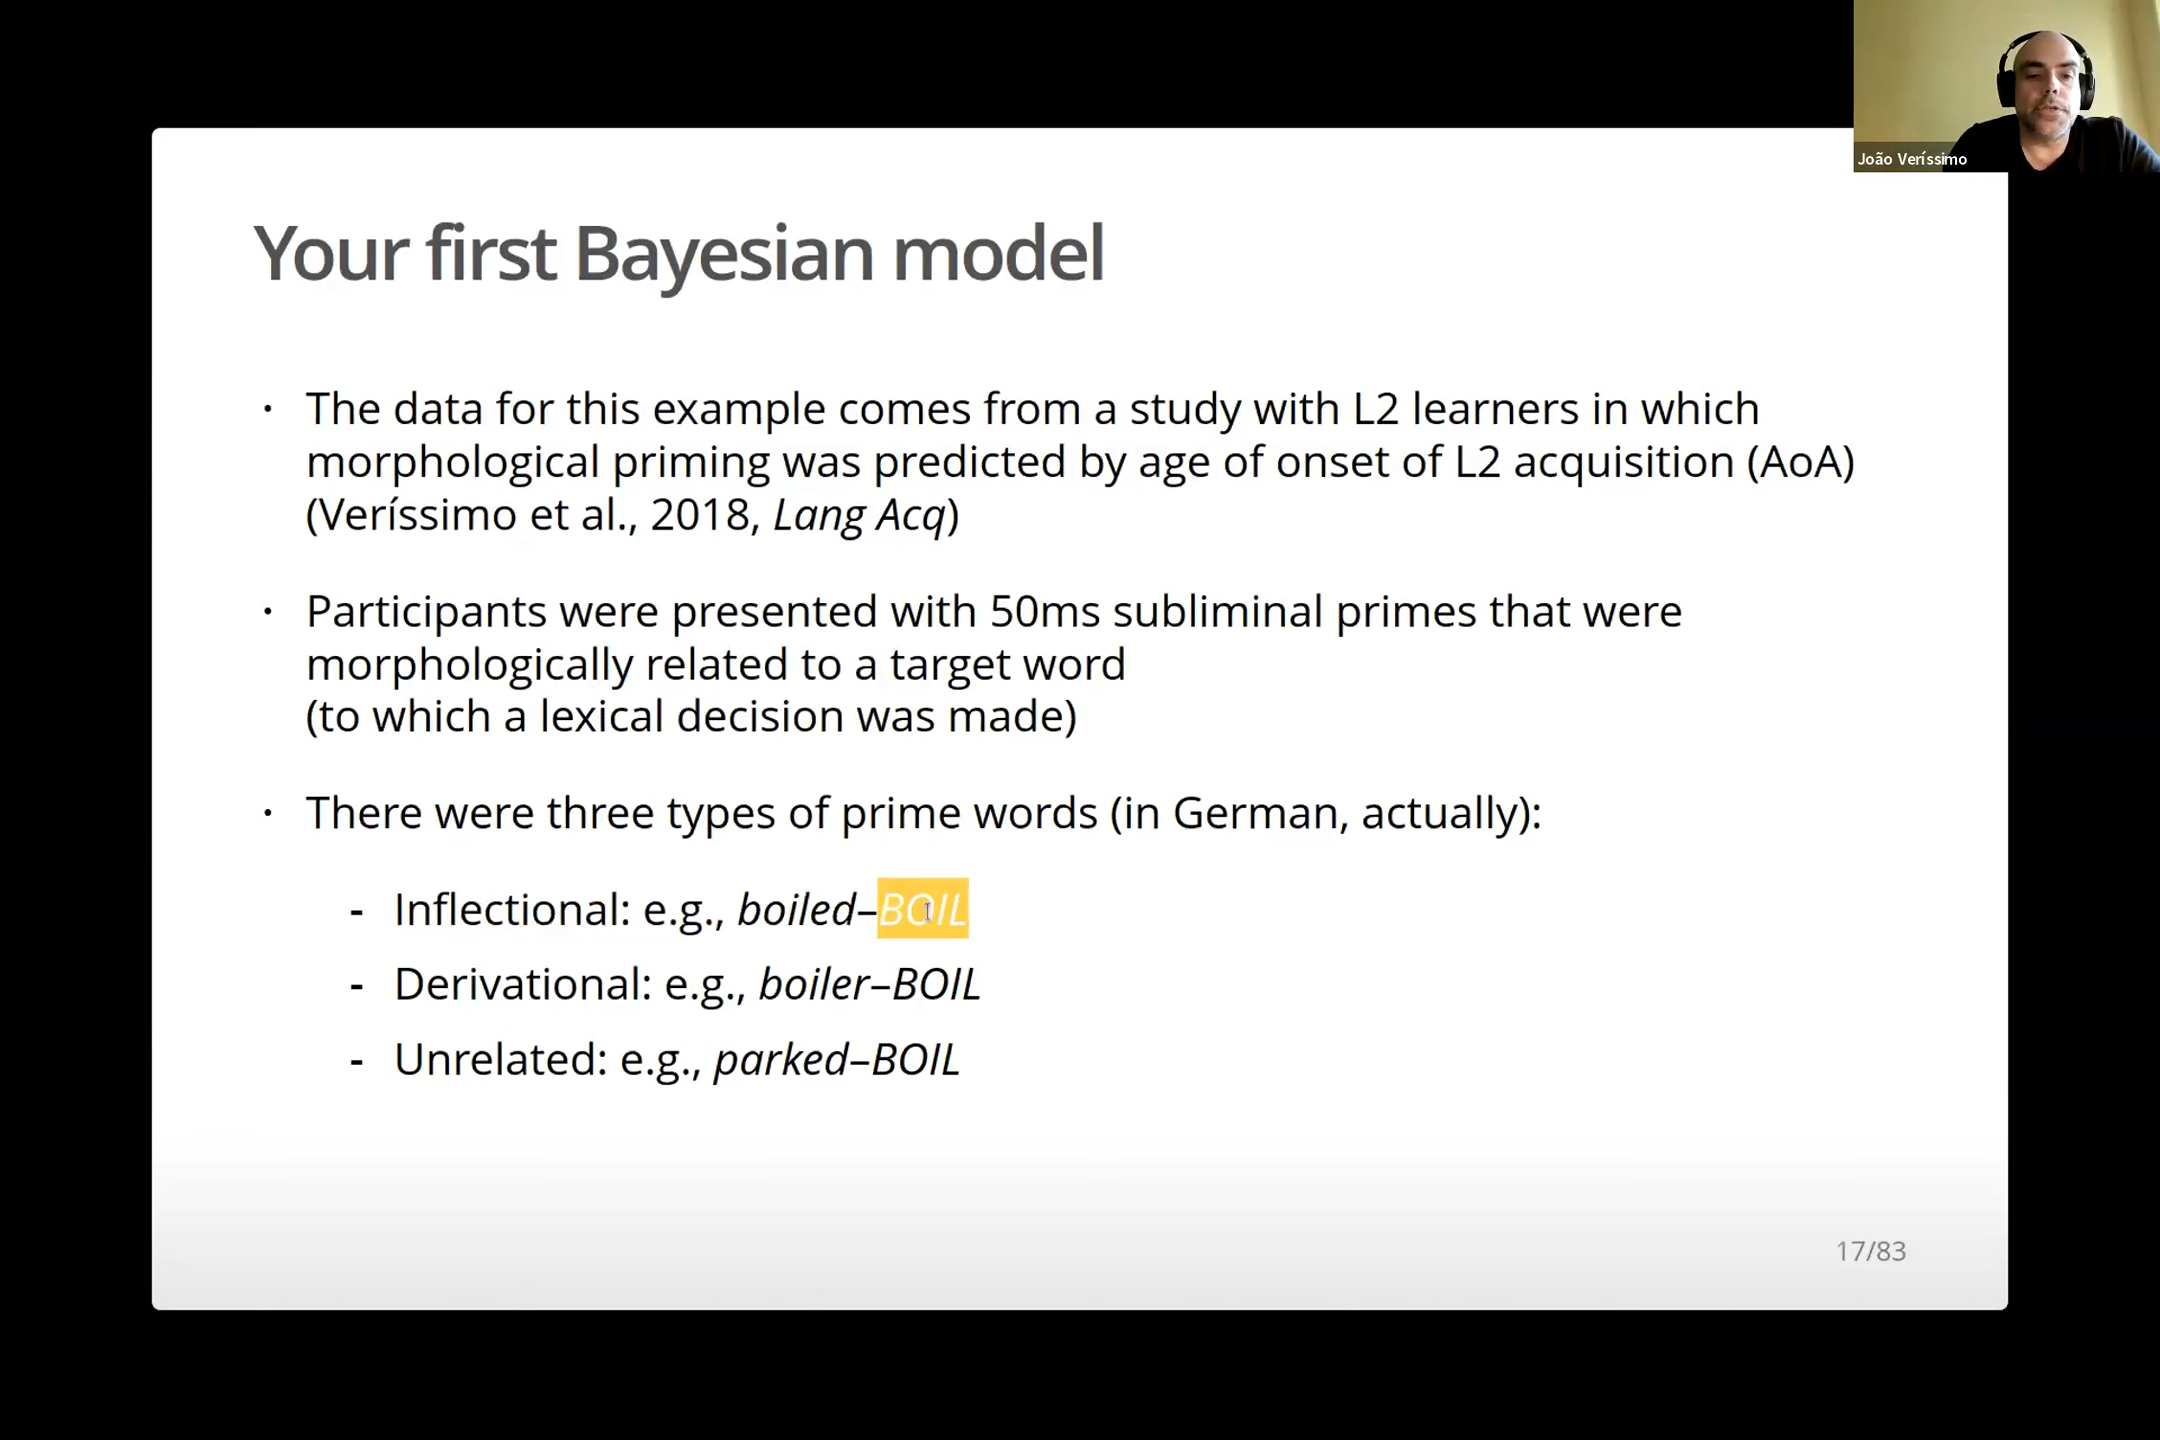 João Veríssimo
Your first Bayesian model
· The data for this example comes from a study with L2 learners in which
morphological priming was predicted by age of onset of L2 acquisition (AoA)
(Veríssimo et al., 2018, Lang Acq)
· Participants were presented with 50ms subliminal primes that were
morphologically related to a target word
(to which a lexical decision was made)
· There were three types of prime words (in German, actually):
- Inflectional: e.g., boiled–BOIL
- Derivational: e.g., boiler–BOIL
- Unrelated: e.g., parked–BOIL
17/83